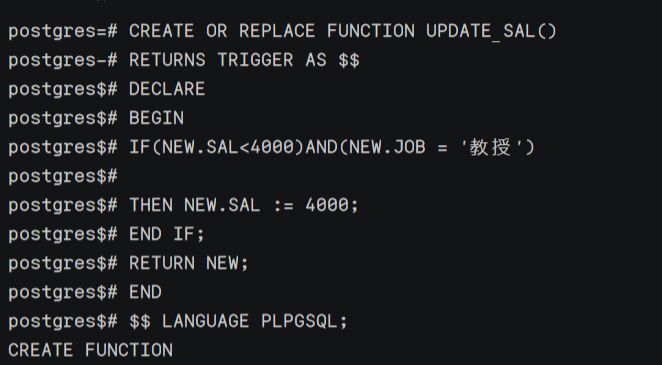 postgres=# CREATE OR REPLACE FUNCTION UPDATE_SAL()
postgres-# RETURNS TRIGGER AS $$
postgres$# DECLARE
postgres$# BEGIN
postgres$# IF(NEW.SAL<4000)AND(NEW.JOB = '教授')
postgres$#
postgres$# THEN NEW.SAL := 4000;
postgres$# END IF;
postgres$# RETURN NEW;
postgres$# END
postgres$# $$ LANGUAGE PLPGSQL;
CREATE FUNCTION